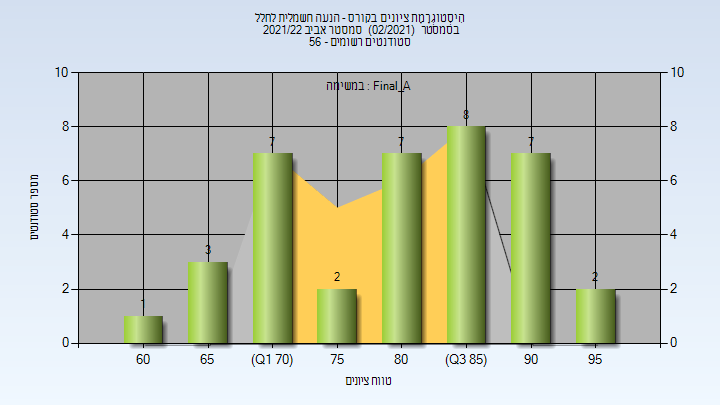 הִיסְטוֹגְרָמַת ציונים בקורס - הנעה חשמלית לחלל
בסמסטר (02/2021) סמסטר אביב 2021/22
סטודנטים רשומים - 56
במשימה : Final_A
מספר סטודנטים
10 10
8 8
6 6
4 4
2 2
0 0
1 3 7 2 7 8 7 2
60 65 (Q1 70) 75 80 (Q3 85) 90 95
טווח ציונים